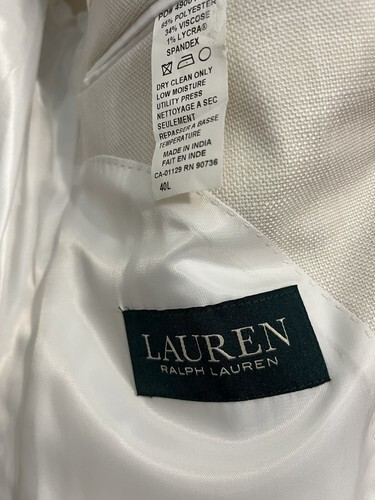 65% POLYESTER
34% VISCOSE
1% LYCRA®
SPANDEX
DRY CLEAN ONLY
LOW MOISTURE
UTILITY PRESS
NETTOYAGE A SEC
SEULEMENT
REPASSER A BASSE
TEMPERATURE
MADE IN INDIA
FAIT EN INDE
CA-01129 RN 90736
40L
LAUREN
RALPH LAUREN